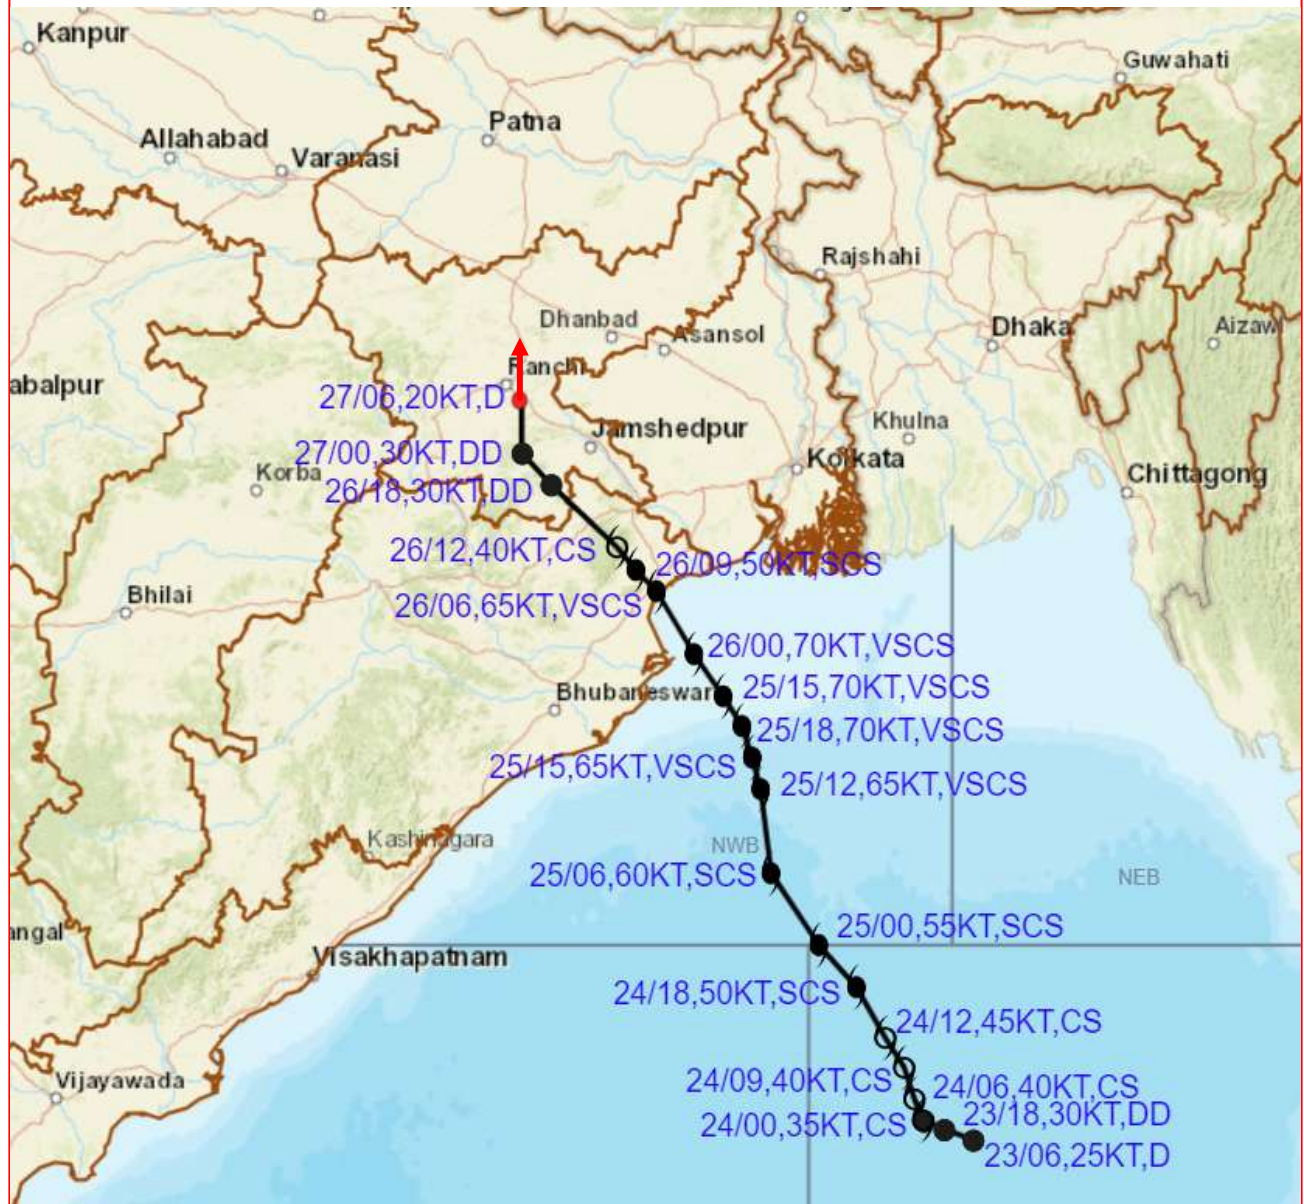 Kanpur
Guwahati
Allahabad
Patna
Varanasi
Rajshahi
Dhanbad
Asansol
Dhaka
Aizawl
Ranchi
abalpur
27/06,20KT,D
Jamshedpur
Khulna
27/00,30KT,DD
Kolkata
Korba
Chittagong
26/18,30KT,DD
26/12,40KT,CS
26/09,50KT,SCS
Bhilai
26/06,65KT,VSCS
26/00,70KT,VSCS
Bhubaneswar
25/15,70KT,VSCS
25/18,70KT,VSCS
25/15,65KT,VSCS
25/12,65KT,VSCS
Kashinagara
NWB
25/06,60KT,SCS
NEB
25/00,55KT,SCS
angal
Visakhapatnam
24/18,50KT,SCS
24/12,45KT,CS
Vijayawada
24/09,40KT,CS
24/06,40KT,CS
24/00,35KT,CS
23/18,30KT,DD
23/06,25KT,D